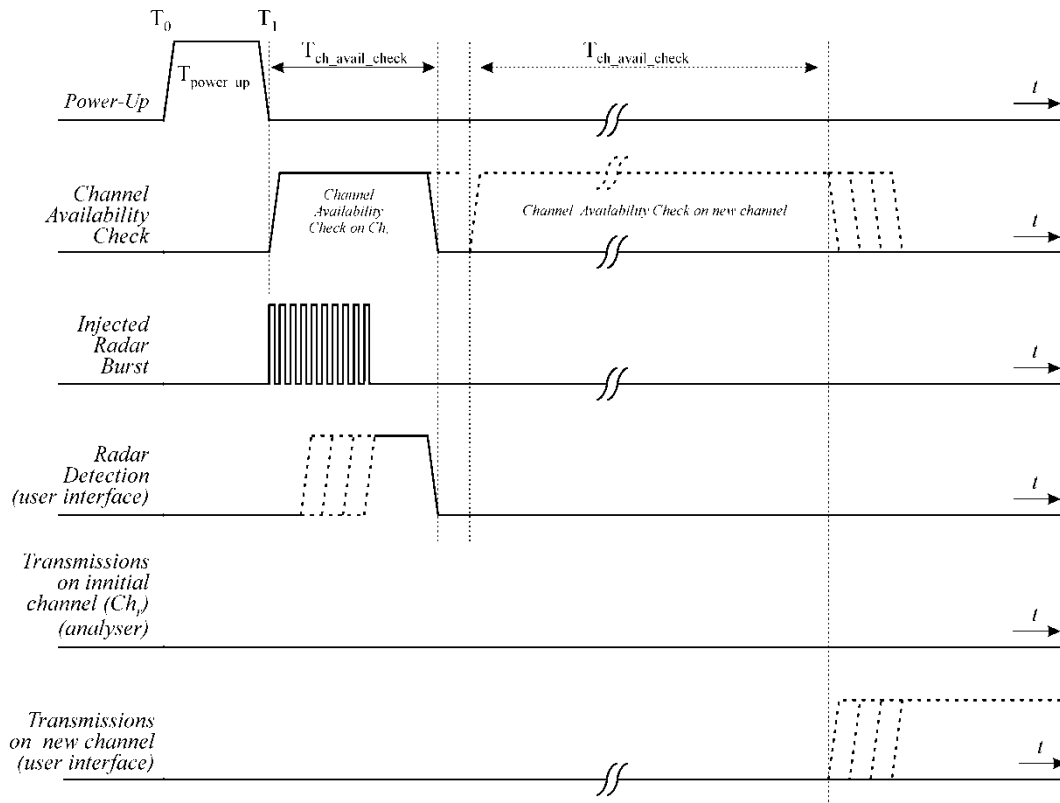 T0 T1
Tch_avail_check Tch_avail_check
Tpower_up
t
Power-Up
Channel
Availability
Check
Channel
Availability
Check on Chr
Channel Availability Check on new channel
t
Injected
Radar
Burst
t
Radar
Detection
(user interface)
t
Transmissions
on innitial
channel (Chr)
(analyser)
t
Transmissions
on new channel
(user interface)
t